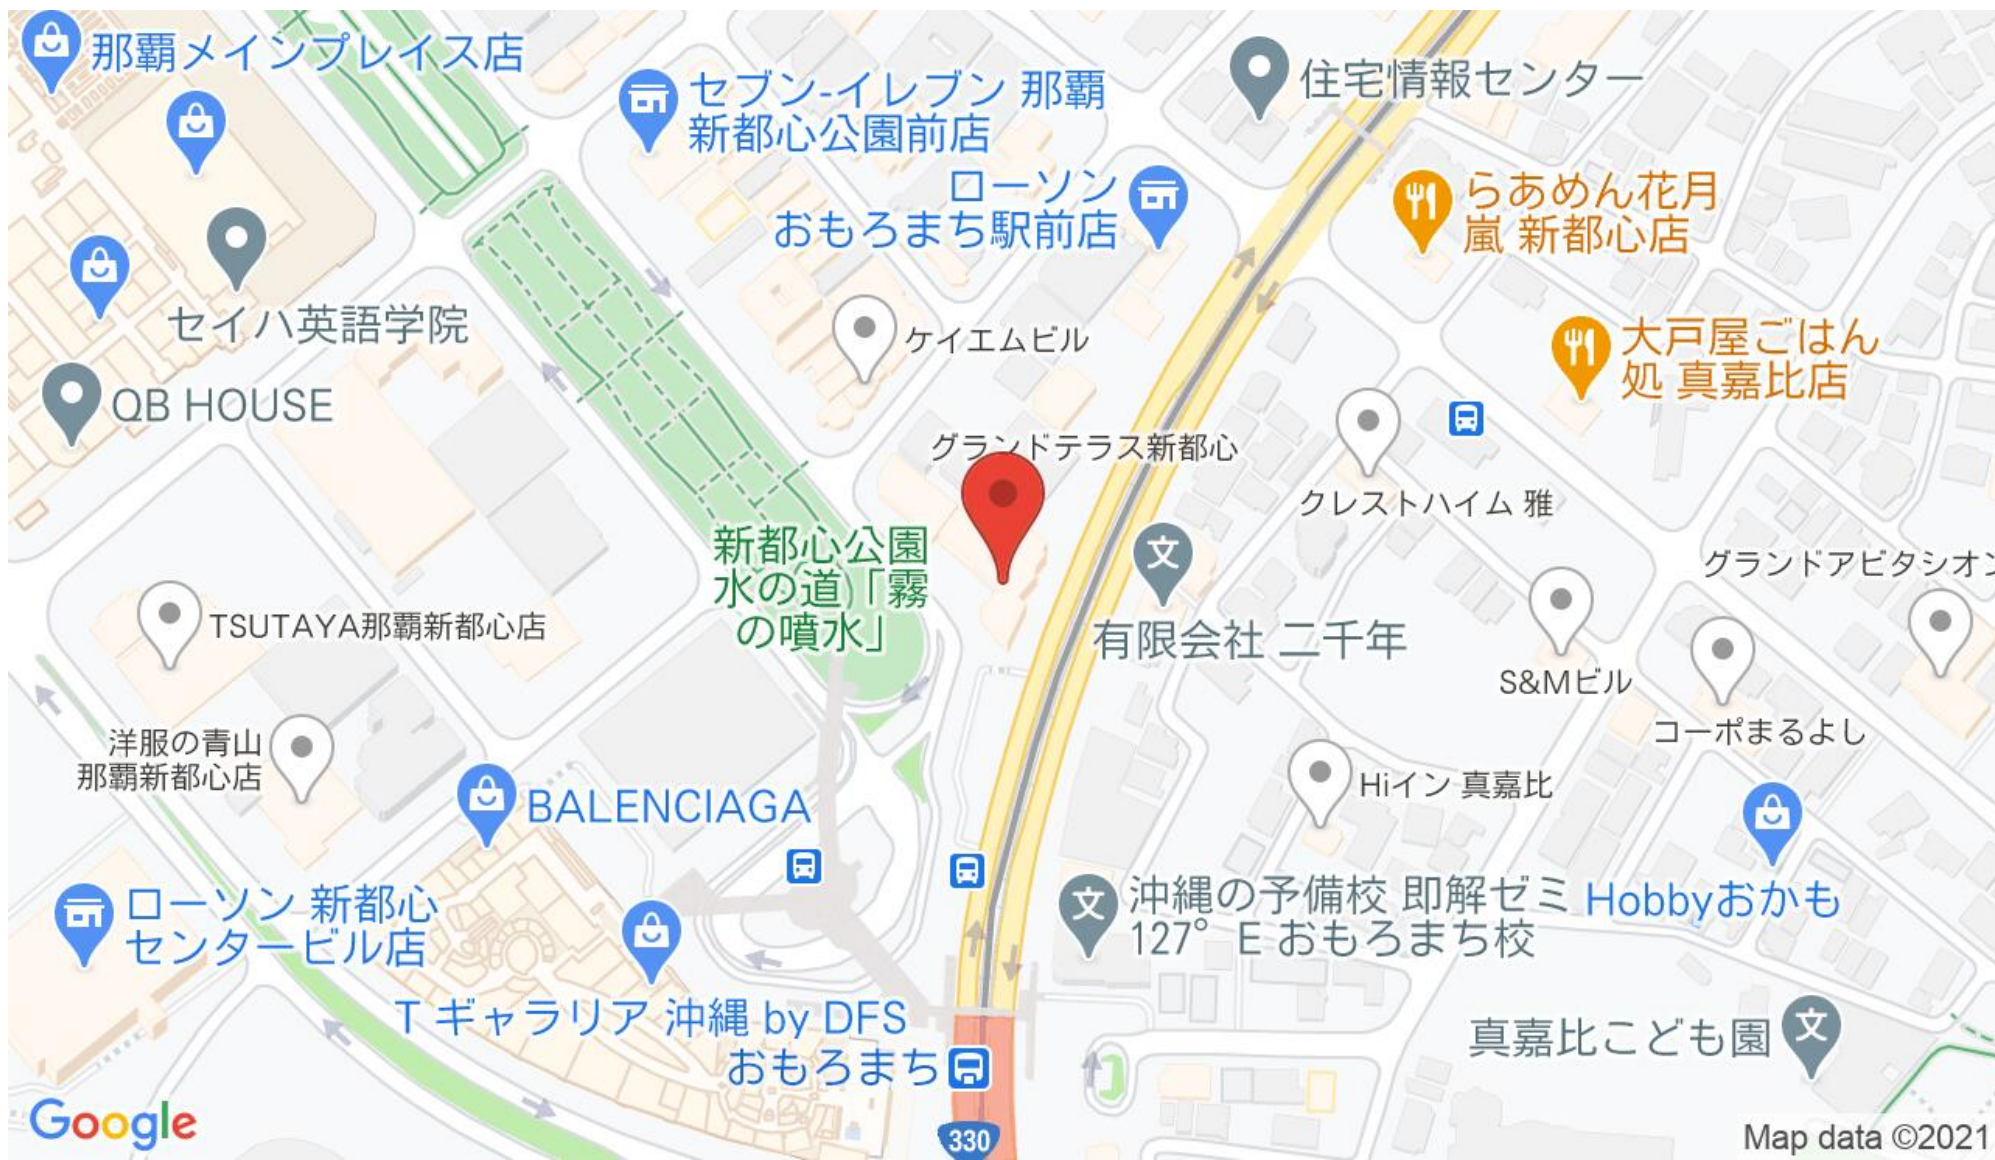 那覇メインプレイス店
セブン-イレブン 那覇
新都心公園前店
住宅情報センター
ローソン
おもろまち駅前店
らあめん花月
嵐 新都心店
セイハ英語学院
ケイエムビル
大戸屋ごはん
処 真嘉比店
QB HOUSE
グランドテラス新都心
クレストハイム 雅
新都心公園
水の道「霧
の噴水」
文
有限会社 二千年
グランドアビタシオン
TSUTAYA那覇新都心店
S&Mビル
コーポまるよし
洋服の青山
那覇新都心店
Hiイン 真嘉比
BALENCIAGA
ローソン 新都心
センタービル店
文
沖縄の予備校 即解ゼミ
127°E おもろまち校
Hobbyおかも
T ギャラリア 沖縄 by DFS
おもろまち
真嘉比こども園
文
Google
330
Map data ©2021